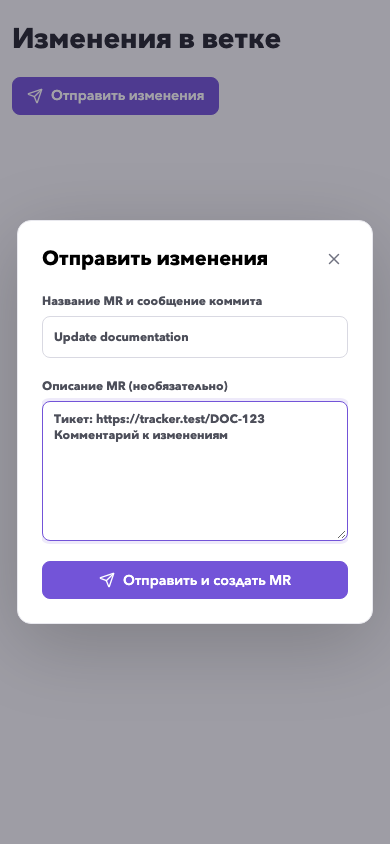 Изменения в ветке
Отправить изменения
Отправить изменения
Название MR и сообщение коммита
Update documentation
Описание MR (необязательно)
Тикет: https://tracker.test/DOC-123
Комментарий к изменениям
Отправить и создать MR